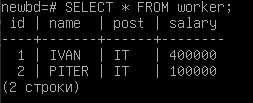 newbd=# SELECT * FROM worker;
id | name | post | salary
----+-------+------+--------
1 | IVAN | IT | 400000
2 | PITER | IT | 100000
(2 строки)